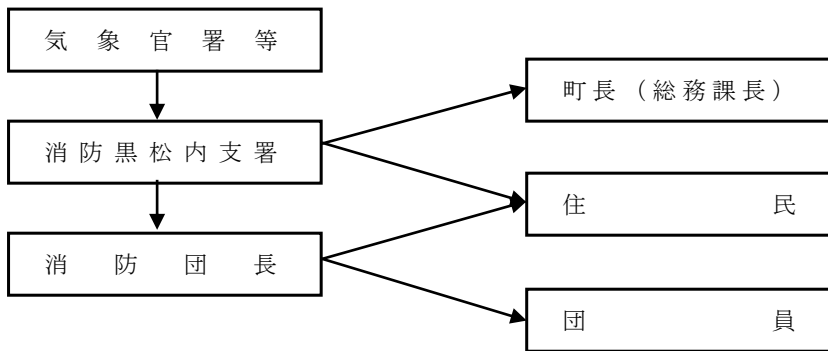 気象官署等
町長（総務課長）
消防黒松内支署
住民
消防団長
団員